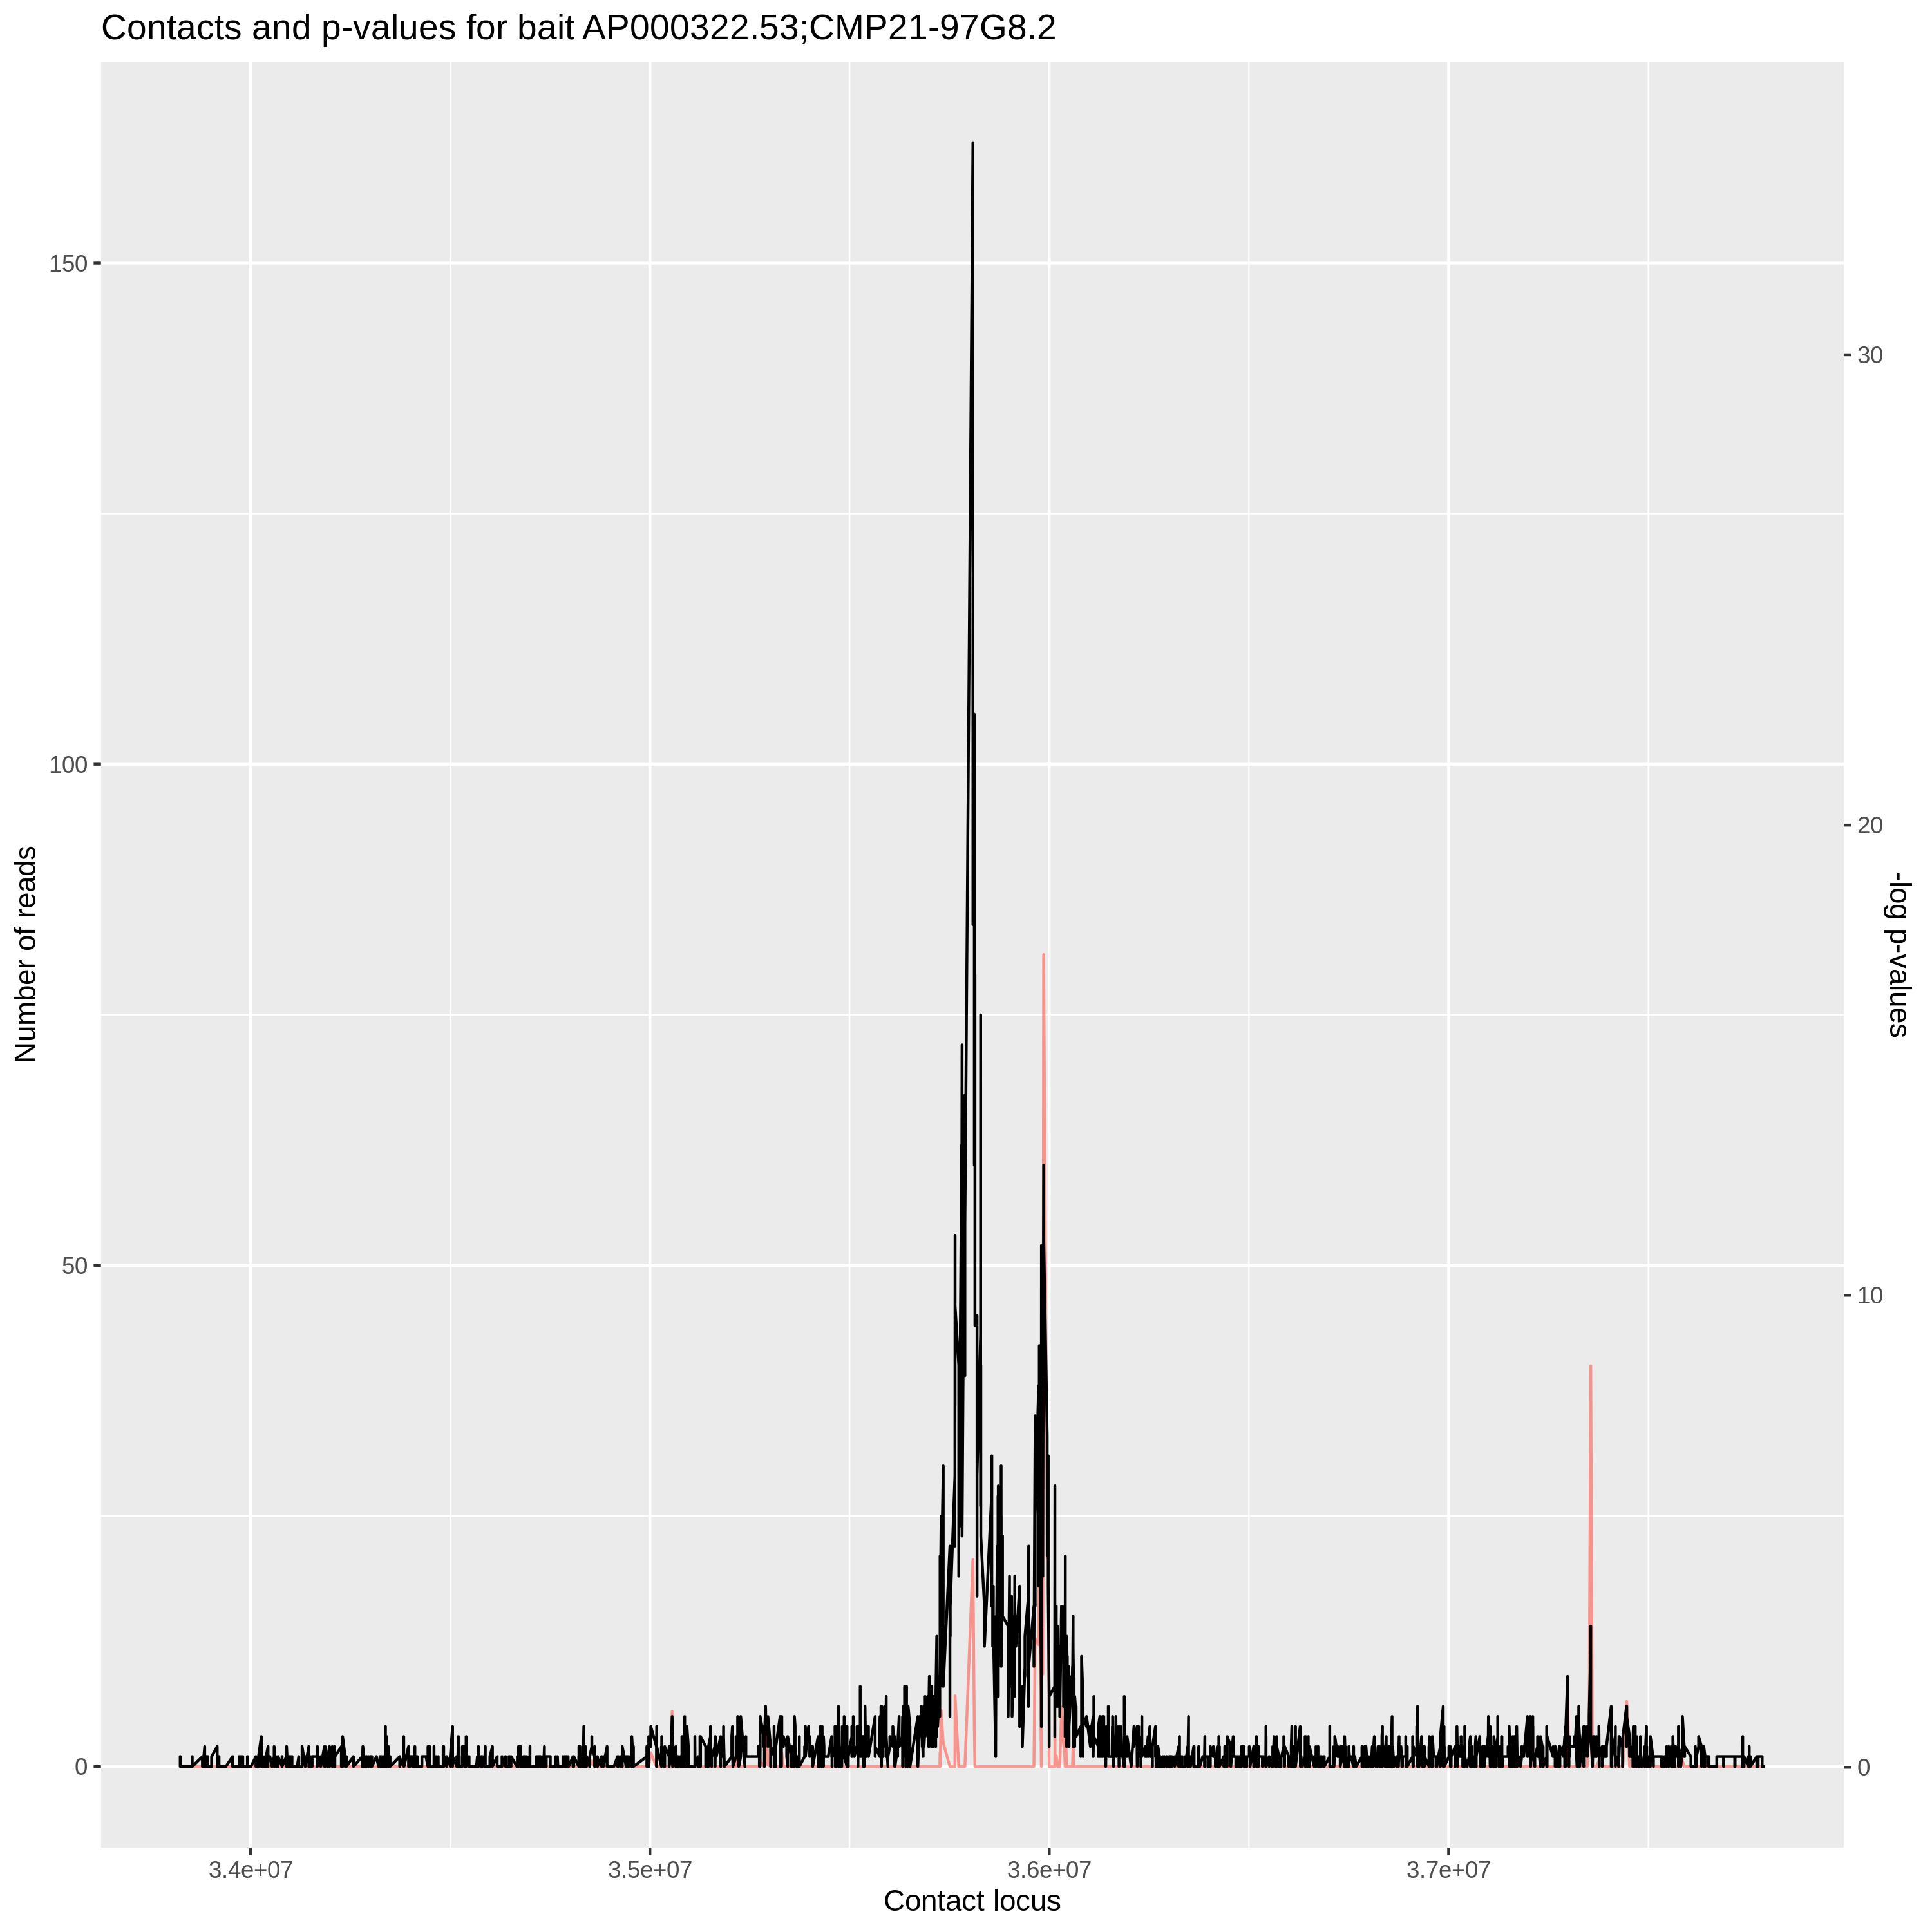 Contacts and p-values for bait AP000322.53;CMP21-97G8.2
150
100
50
0
Number of reads
30
20
10
0
-log p-values
3.4e+07
3.5e+07
3.6e+07
3.7e+07
Contact locus